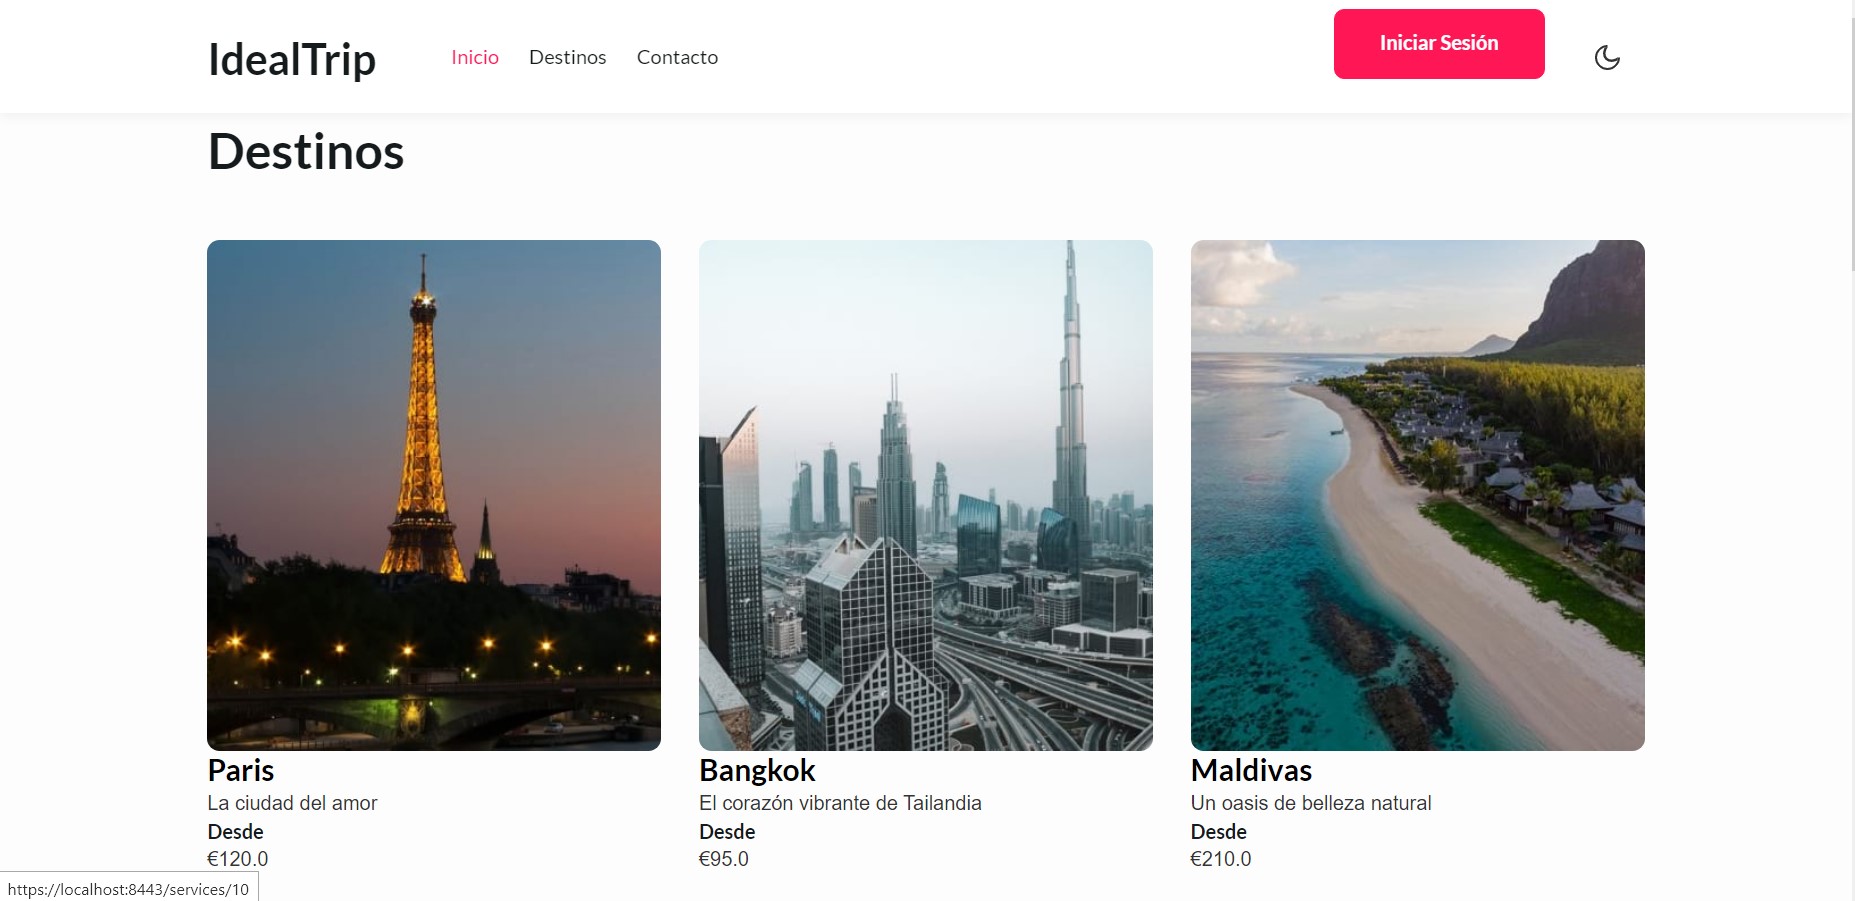 IdealTrip
Inicio
Destinos
Contacto
Iniciar Sesión
Destinos
Paris
La ciudad del amor
Desde
€120.0
Bangkok
El corazón vibrante de Tailandia
Desde
€95.0
Maldivas
Un oasis de belleza natural
Desde
€210.0
https://localhost:8443/services/10